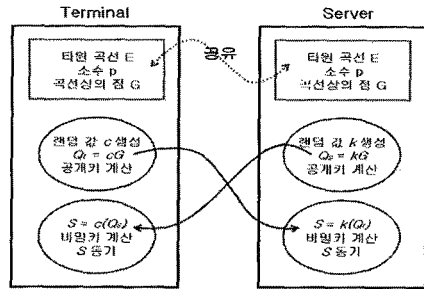 Terminal
Server
타원 곡선 E
소수 p
곡선상의 점 G
공유
타원 곡선 E
소수 p
곡선상의 점 G
랜덤 값 c 생성
Qt = cG
공개키 계산
랜덤 값 k 생성
Qs = kG
공개키 계산
S = c(Qs)
비밀키 계산
S 동기
S = k(Qt)
비밀키 계산
S 동기